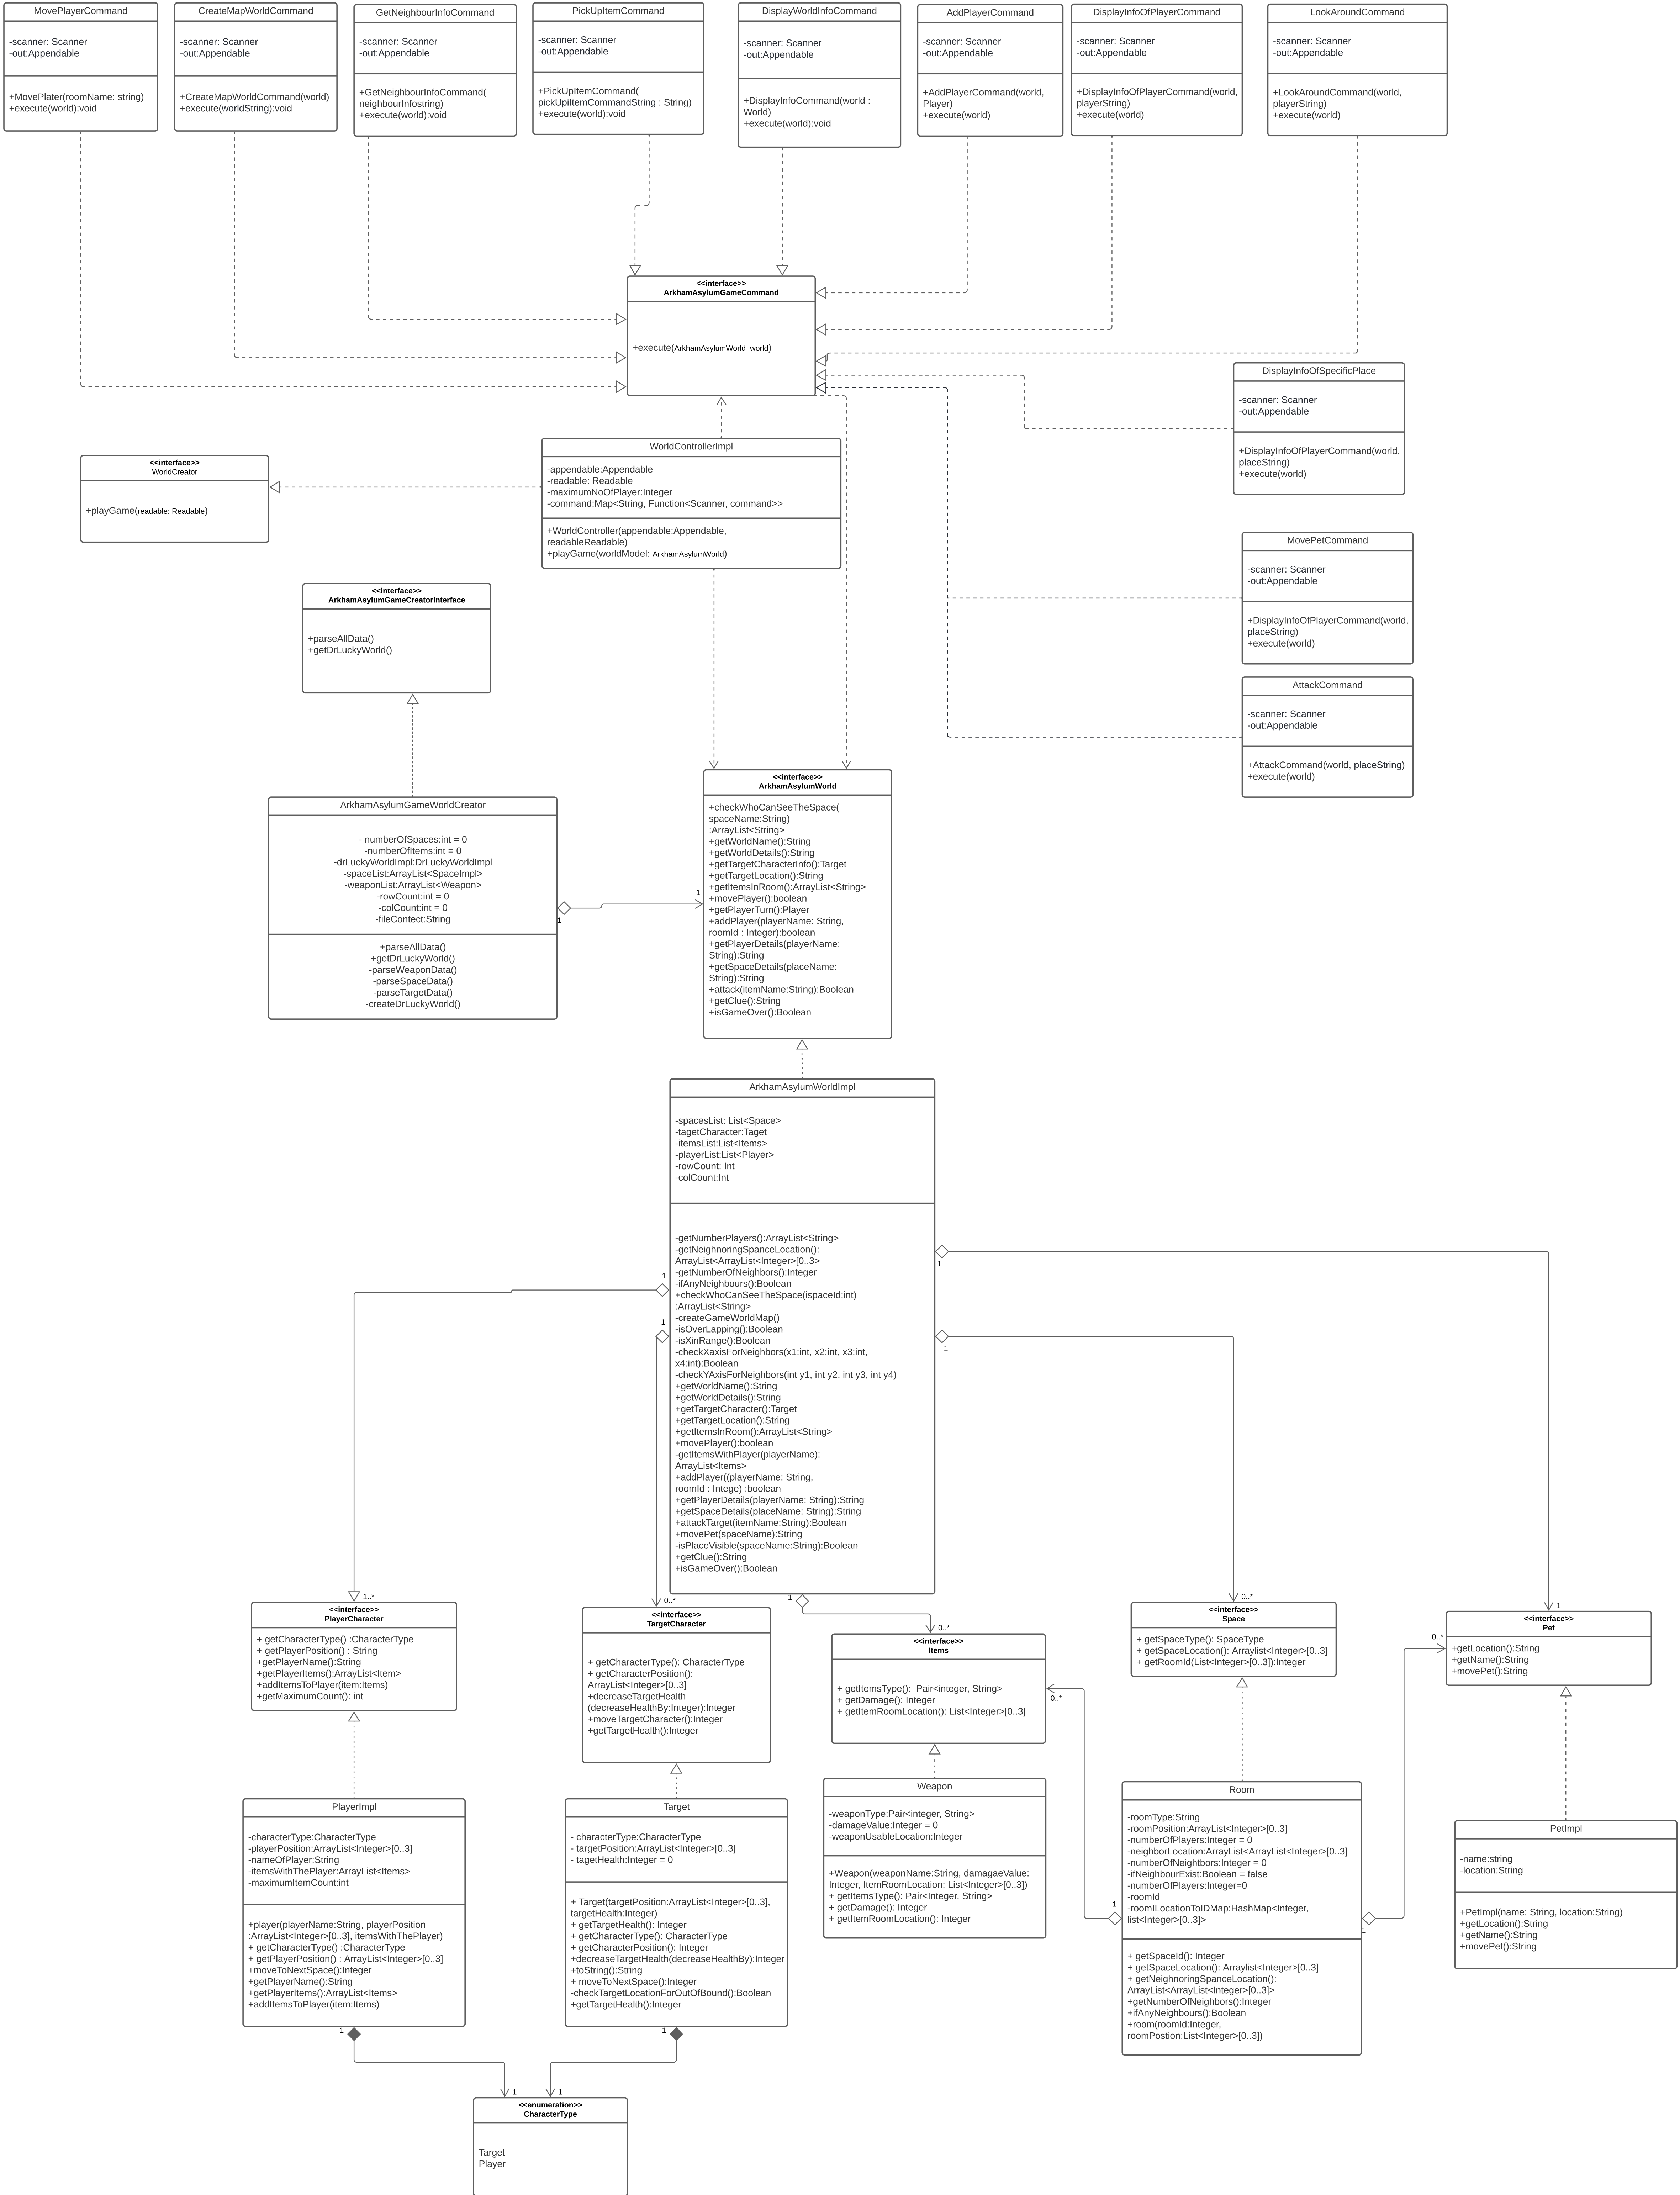 MovePlayerCommand
-scanner: Scanner
-out:Appendable
+MovePlater(roomName: string)
+execute(world):void
CreateMapWorldCommand
-scanner: Scanner
-out:Appendable
+CreateMapWorldCommand(world)
+execute(worldString):void
GetNeighbourInfoCommand
-scanner: Scanner
-out:Appendable
+GetNeighbourInfoCommand(
neighbourInfostring)
+execute(world):void
PickUpItemCommand
-scanner: Scanner
-out:Appendable
+PickUpItemCommand(
pickUpiItemCommandString : String)
+execute(world):void
DisplayWorldInfoCommand
-scanner: Scanner
-out:Appendable
+DisplayInfoCommand(world :
World)
+execute(world):void
AddPlayerCommand
-scanner: Scanner
-out:Appendable
+AddPlayerCommand(world,
Player)
+execute(world)
DisplayInfoOfPlayerCommand
-scanner: Scanner
-out:Appendable
+DisplayInfoOfPlayerCommand(world,
playerString)
+execute(world)
LookAroundCommand
-scanner: Scanner
-out:Appendable
+LookAroundCommand(world,
playerString)
+execute(world)
<<interface>>
ArkhamAsylumGameCommand
+execute(ArkhamAsylumWorld world)
DisplayInfoOfSpecificPlace
-scanner: Scanner
-out:Appendable
+DisplayInfoOfPlayerCommand(world,
placeString)
+execute(world)
WorldControllerImpl
-appendable:Appendable
-readable: Readable
-maximumNoOfPlayer:Integer
-command:Map<String, Function<Scanner, command>>
+WorldController(appendable:Appendable,
readableReadable)
+playGame(worldModel: ArkhamAsylumWorld)
<<interface>>
WorldCreator
+playGame(readable: Readable)
MovePetCommand
-scanner: Scanner
-out:Appendable
+DisplayInfoOfPlayerCommand(world,
placeString)
+execute(world)
<<interface>>
ArkhamAsylumGameCreatorInterface
+parseAllData()
+getDrLuckyWorld()
AttackCommand
-scanner: Scanner
-out:Appendable
+AttackCommand(world, placeString)
+execute(world)
ArkhamAsylumGameWorldCreator
- numberOfSpaces:int = 0
-numberOfItems:int = 0
-drLuckyWorldImpl:DrLuckyWorldImpl
-spaceList:ArrayList<SpaceImpl>
-weaponList:ArrayList<Weapon>
-rowCount:int = 0
-colCount:int = 0
-fileContect:String
+parseAllData()
+getDrLuckyWorld()
-parseWeaponData()
-parseSpaceData()
-parseTargetData()
-createDrLuckyWorld()
1
1
<<interface>>
ArkhamAsylumWorld
+checkWhoCanSeeTheSpace(
spaceName:String)
:ArrayList<String>
+getWorldName():String
+getWorldDetails():String
+getTargetCharacterInfo():Target
+getTargetLocation():String
+getItemsInRoom():ArrayList<String>
+movePlayer():boolean
+getPlayerTurn():Player
+addPlayer(playerName: String,
roomId : Integer):boolean
+getPlayerDetails(playerName:
String):String
+getSpaceDetails(placeName:
String):String
+attack(itemName:String):Boolean
+getClue():String
+isGameOver():Boolean
ArkhamAsylumWorldImpl
-spacesList: List<Space>
-tagetCharacter:Taget
-itemsList:List<Items>
-playerList:List<Player>
-rowCount: Int
-colCount:Int
-getNumberPlayers():ArrayList<String>
-getNeighnoringSpanceLocation():
ArrayList<ArrayList<Integer>[0..3>
-getNumberOfNeighbors():Integer
-ifAnyNeighbours():Boolean
+checkWhoCanSeeTheSpace(ispaceId:int)
:ArrayList<String>
-createGameWorldMap()
-isOverLapping():Boolean
-isXinRange():Boolean
-checkXaxisForNeighbors(x1:int, x2:int, x3:int,
x4:int):Boolean
-checkYAxisForNeighbors(int y1, int y2, int y3, int y4)
+getWorldName():String
+getWorldDetails():String
+getTargetCharacter():Target
+getTargetLocation():String
+getItemsInRoom():ArrayList<String>
+movePlayer():boolean
-getItemsWithPlayer(playerName):
ArrayList<Items>
+addPlayer((playerName: String,
roomId : Intege) :boolean
+getPlayerDetails(playerName: String):String
+getSpaceDetails(placeName: String):String
+attackTarget(itemName:String):Boolean
+movePet(spaceName):String
-isPlaceVisible(spaceName:String):Boolean
+getClue():String
+isGameOver():Boolean
1
1
1
1
1
1..*
0..*
0..*
0..*
1
<<interface>>
PlayerCharacter
+ getCharacterType() :CharacterType
+ getPlayerPosition() : String
+getPlayerName():String
+getPlayerItems():ArrayList<Item>
+addItemsToPlayer(item:Items)
+getMaximumCount(): int
<<interface>>
TargetCharacter
+ getCharacterType(): CharacterType
+ getCharacterPosition():
ArrayList<Integer>[0..3]
+decreaseTargetHealth
(decreaseHealthBy:Integer):Integer
+moveTargetCharacter():Integer
+getTargetHealth():Integer
<<interface>>
Items
+ getItemsType(): Pair<integer, String>
+ getDamage(): Integer
+ getItemRoomLocation(): List<Integer>[0..3]
<<interface>>
Space
+ getSpaceType(): SpaceType
+ getSpaceLocation(): Arraylist<Integer>[0..3]
+ getRoomId(List<Integer>[0..3]):Integer
<<interface>>
Pet
+getLocation():String
+getName():String
+movePet():String
0..*
0..*
PlayerImpl
-characterType:CharacterType
-playerPosition:ArrayList<Integer>[0..3]
-nameOfPlayer:String
-itemsWithThePlayer:ArrayList<Items>
-maximumItemCount:int
+player(playerName:String, playerPosition
:ArrayList<Integer>[0..3], itemsWithThePlayer)
+ getCharacterType() :CharacterType
+ getPlayerPosition() : ArrayList<Integer>[0..3]
+moveToNextSpace():Integer
+getPlayerName():String
+getPlayerItems():ArrayList<Items>
+addItemsToPlayer(item:Items)
Target
- characterType:CharacterType
- targetPosition:ArrayList<Integer>[0..3]
- tagetHealth:Integer = 0
+ Target(targetPosition:ArrayList<Integer>[0..3],
targetHealth:Integer)
+ getTargetHealth(): Integer
+ getCharacterType(): CharacterType
+ getCharacterPosition(): Integer
+decreaseTargetHealth(decreaseHealthBy):Integer
+toString():String
+ moveToNextSpace():Integer
-checkTargetLocationForOutOfBound():Boolean
+getTargetHealth():Integer
Weapon
-weaponType:Pair<integer, String>
-damageValue:Integer = 0
-weaponUsableLocation:Integer
+Weapon(weaponName:String, damagaeValue:
Integer, ItemRoomLocation: List<Integer>[0..3])
+ getItemsType(): Pair<Integer, String>
+ getDamage(): Integer
+ getItemRoomLocation(): Integer
Room
-roomType:String
-roomPosition:ArrayList<Integer>[0..3]
-numberOfPlayers:Integer = 0
-neighborLocation:ArrayList<ArrayList<Integer>[0..3]
-numberOfNeightbors:Integer = 0
-ifNeighbourExist:Boolean = false
-numberOfPlayers:Integer=0
-roomId
-roomILocationToIDMap:HashMap<Integer,
list<Integer>[0..3]>
+ getSpaceId(): Integer
+ getSpaceLocation(): Arraylist<Integer>[0..3]
+ getNeighnoringSpanceLocation():
ArrayList<ArrayList<Integer>[0..3]>
+getNumberOfNeighbors():Integer
+ifAnyNeighbours():Boolean
+room(roomId:Integer,
roomPostion:List<Integer>[0..3])
1
1
PetImpl
-name:string
-location:String
+PetImpl(name: String, location:String)
+getLocation():String
+getName():String
+movePet():String
1
1
1
1
<<enumeration>>
CharacterType
Target
Player